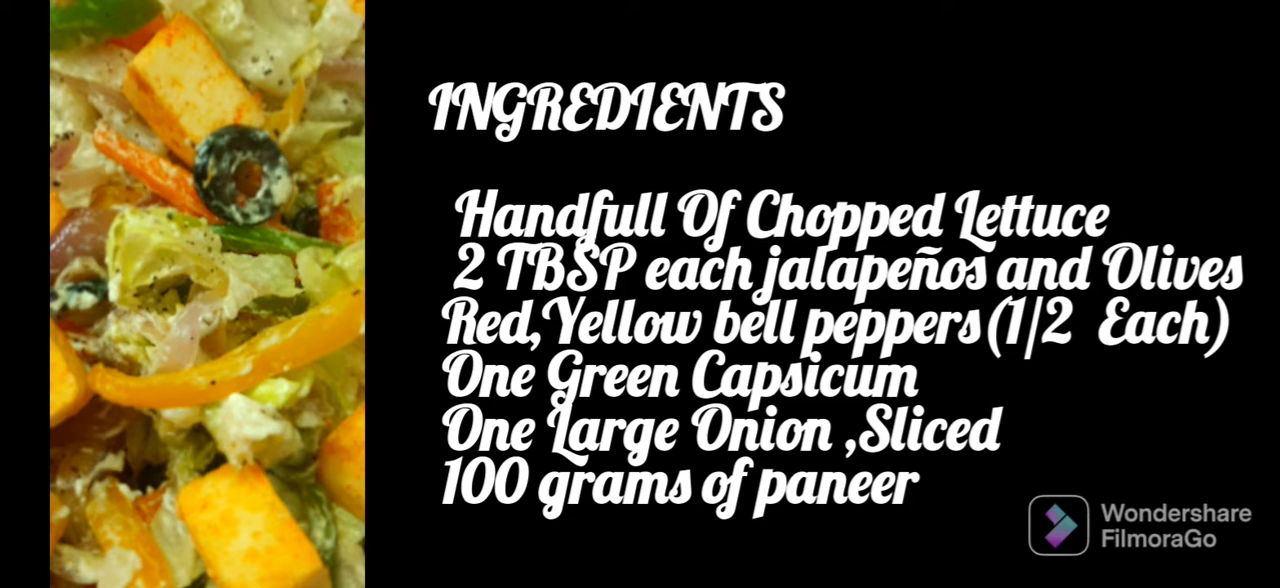 INGREDIENTS
Handfull Of Chopped Lettuce
2 TBSP each jalapeños and Olives
Red,Yellow bell peppers(1/2 Each)
One Green Capsicum
One Large Onion ,Sliced
100 grams of paneer
Wondershare
FilmoraGo